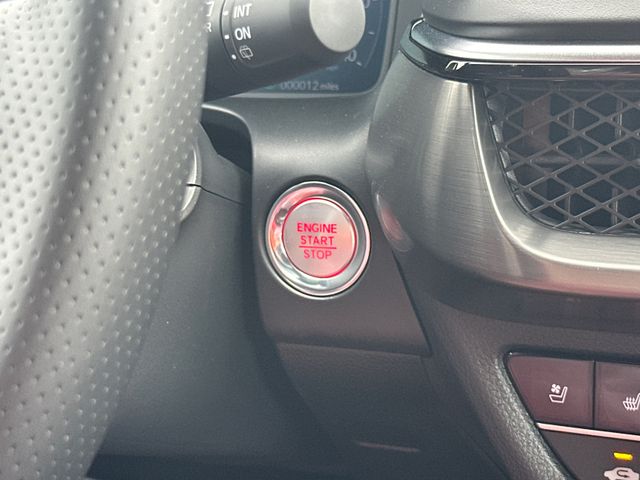 INT
ON
000012 miles
ENGINE
START
STOP